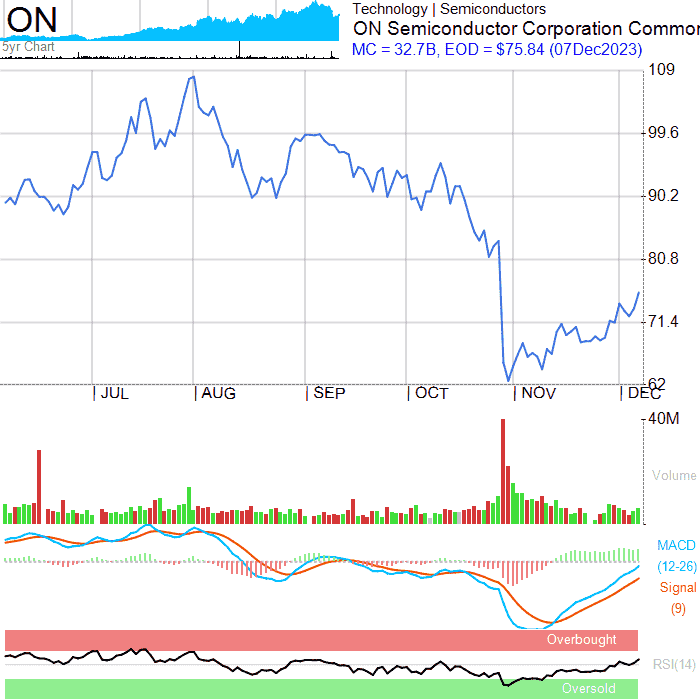 ON
5yr Chart
Technology | Semiconductors
ON Semiconductor Corporation Common
MC = 32.7B, EOD = $75.84 (07Dec2023)
109
99.6
90.2
80.8
71.4
62
JUL AUG SEP OCT NOV DEC
40M
Volume
MACD
(12-26)
Signal
(9)
Overbought
RSI(14)
Oversold